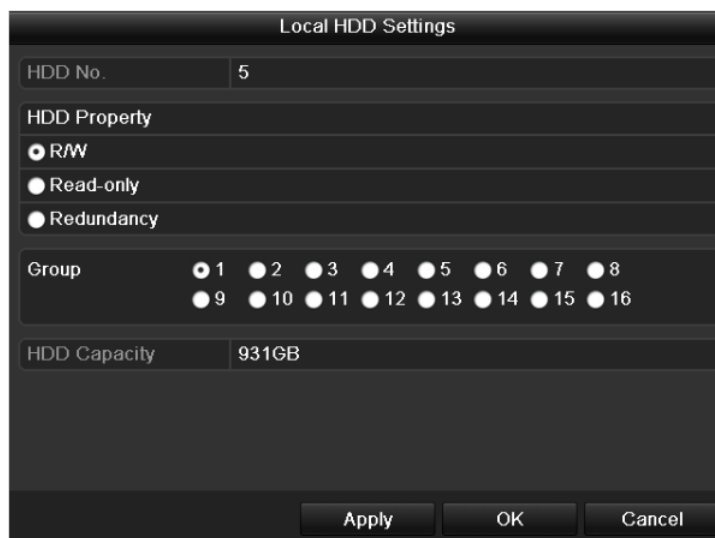 Local HDD Settings
HDD No. 5
HDD Property
R/W
Read-only
Redundancy
Group 1 2 3 4 5 6 7 8
9 10 11 12 13 14 15 16
HDD Capacity 931GB
Apply OK Cancel